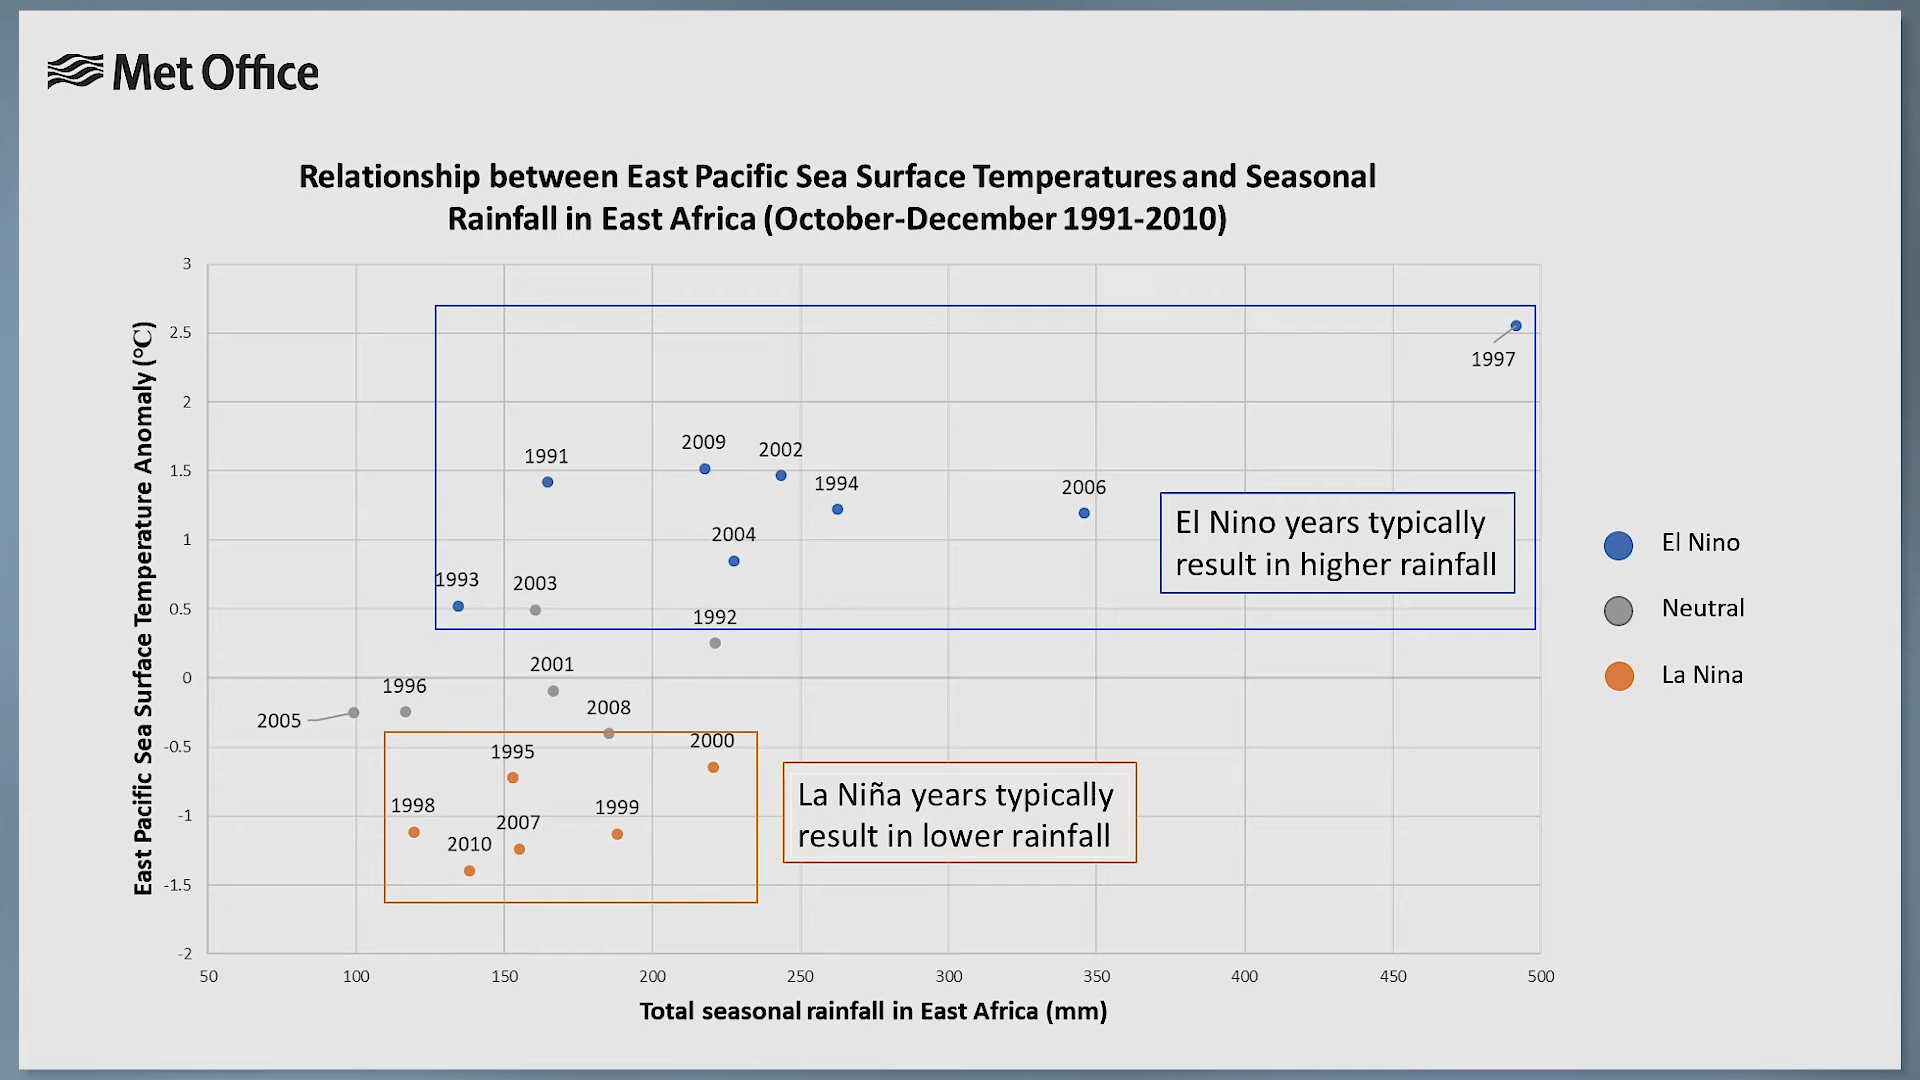 Met Office
Relationship between East Pacific Sea Surface Temperatures and Seasonal
Rainfall in East Africa (October-December 1991-2010)
East Pacific Sea Surface Temperature Anomaly (°C)
3
2.5
2
1.5
1
0.5
0
-0.5
-1
-1.5
-2
1997
2009
2002
1991
1994
2006
2004
1993
2003
1992
2001
1996
2008
2005
2000
1995
1998
1999
2007
2010
El Nino years typically
result in higher rainfall
La Niña years typically
result in lower rainfall
El Nino
Neutral
La Nina
50 100 150 200 250 300 350 400 450 500
Total seasonal rainfall in East Africa (mm)